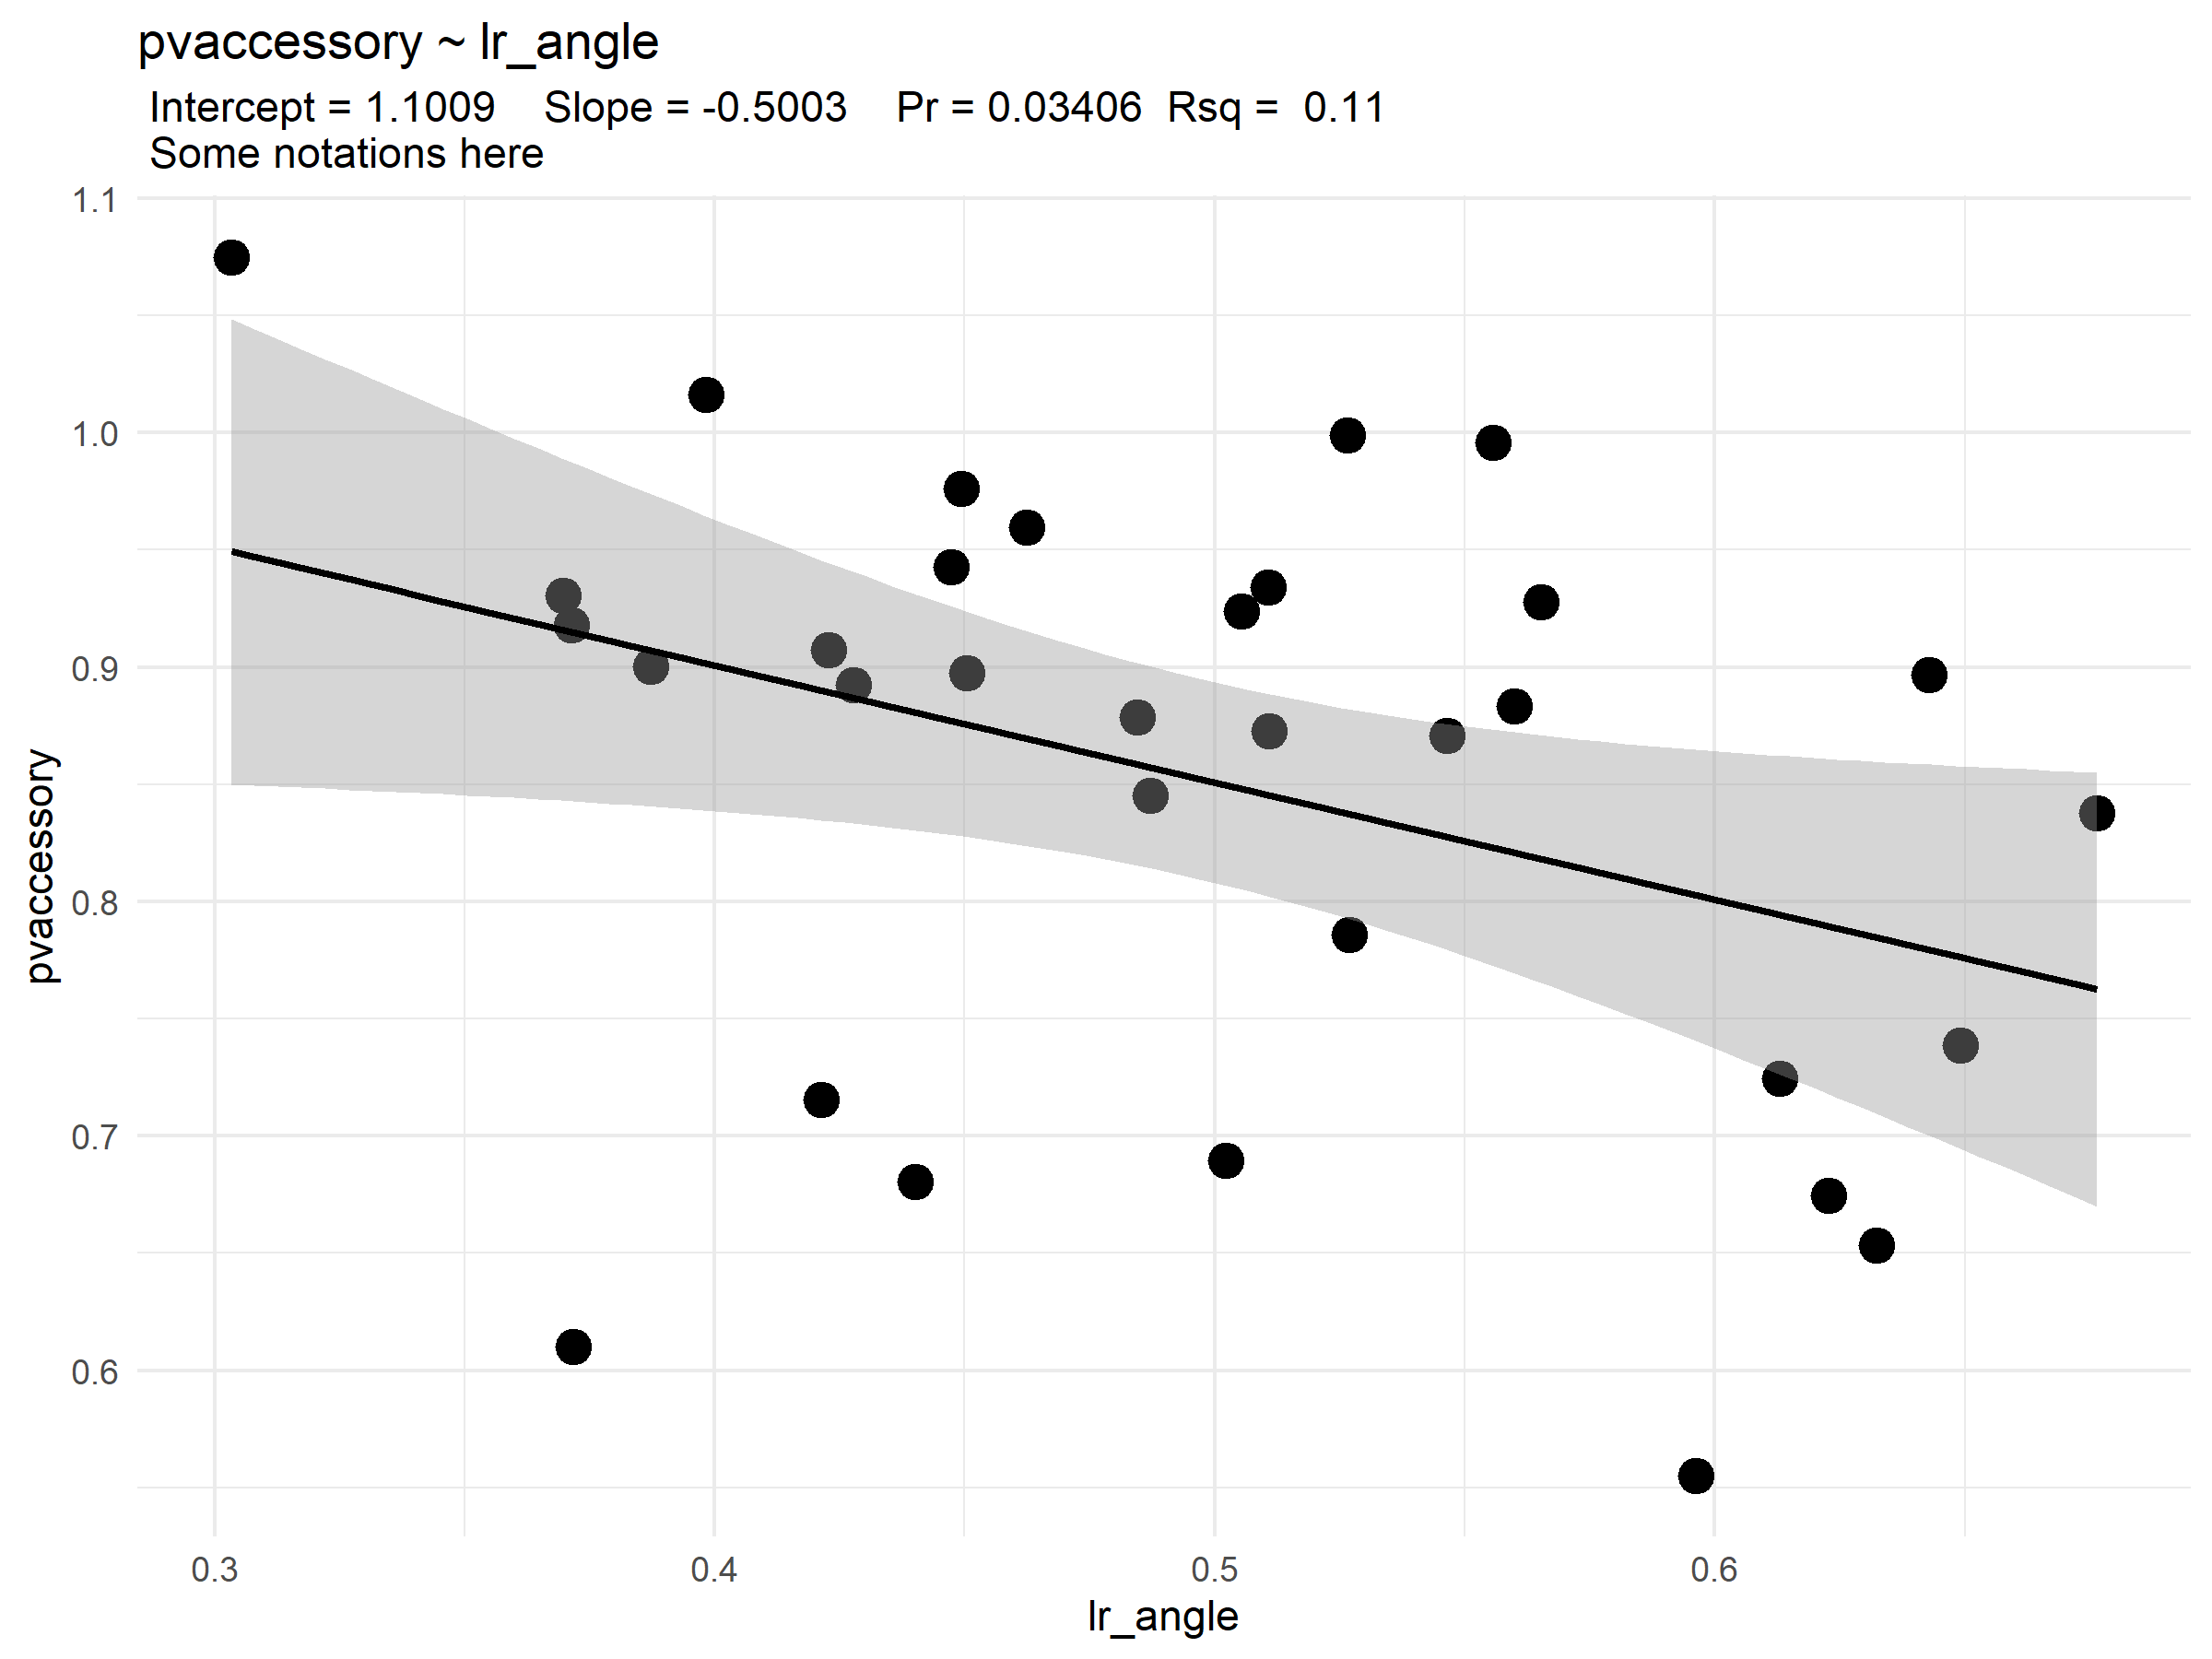 pvaccessory ~ lr_angle
Intercept = 1.1009    Slope = -0.5003    Pr = 0.03406  Rsq =  0.11
Some notations here
1.1
1.0
0.9
0.8
0.7
0.6
pvaccessory
0.3 0.4 0.5 0.6
lr_angle